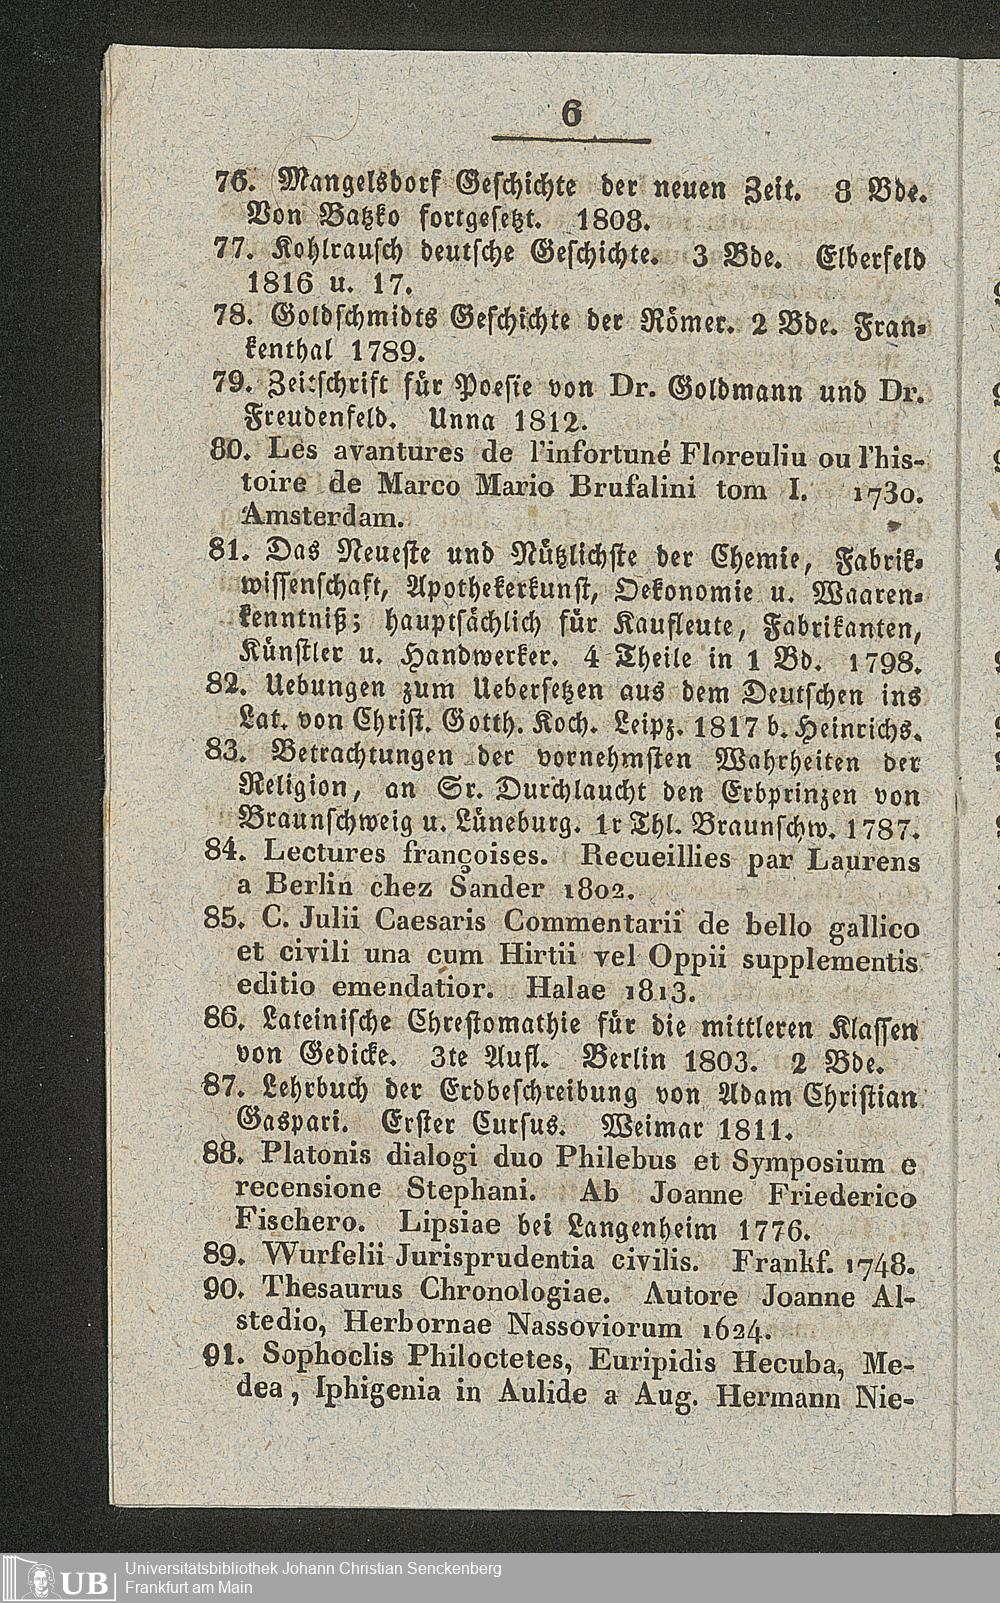 6
76. Mangelsdorf Geschichte der neuen Zeit. 8 Bde.
Von Batzko fortgesetzt. 1808.
77. Kohlrausch deutsche Geschichte. 3 Bde. Elberfeld
1816 u. 17.
78. Goldschmidts Geschichte der Römer. 2 Bde. Fran-
kenthal 1789.
79. Zeitschrift für Poesie von Dr. Goldmann und Dr.
Freudenfeld. Unna 1812.
80. Les avantures de l'infortuné Floreuliu ou l'his-
toire de Marco Mario Brufalini tom I. 1730.
Amsterdam.
81. Das Neueste und Nützlichste der Chemie, Fabrik-
wissenschaft, Apothekerkunst, Oekonomie u. Waaren-
kenntniß; hauptsächlich für Kaufleute, Fabrikanten,
Künstler u. Handwerker. 4 Theile in 1 Bd. 1798.
82. Uebungen zum Uebersetzen aus dem Deutschen ins
Lat. von Christ. Gotth. Koch. Leipz. 1817 b. Heinrichs.
83. Betrachtungen der vornehmsten Wahrheiten der
Religion, an Sr. Durchlaucht den Erbprinzen von
Braunschweig u. Lüneburg. 1r Thl. Braunschw. 1787.
84. Lectures françoises. Recueillies par Laurens
a Berlin chez Sander 1802.
85. C. Julii Caesaris Commentarii de bello gallico
et civili una cum Hirtii vel Oppii supplementis
editio emendatior. Halae 1813.
86. Lateinische Chrestomathie für die mittleren Klassen
von Gedicke. 3te Aufl. Berlin 1803. 2 Bde.
87. Lehrbuch der Erdbeschreibung von Adam Christian
Gaspari. Erster Cursus. Weimar 1811.
88. Platonis dialogi duo Philebus et Symposium e
recensione Stephani. Ab Joanne Friederico
Fischero. Lipsiae bei Langenheim 1776.
89. Wurfelii Jurisprudentia civilis. Frankf. 1748.
90. Thesaurus Chronologiae. Autore Joanne Al-
stedio, Herbornae Nassoviorum 1624.
91. Sophoclis Philoctetes, Euripidis Hecuba, Me-
dea, Iphigenia in Aulide a Aug. Hermann Nie-
UB
Universitätsbibliothek Johann Christian Senckenberg
Frankfurt am Main